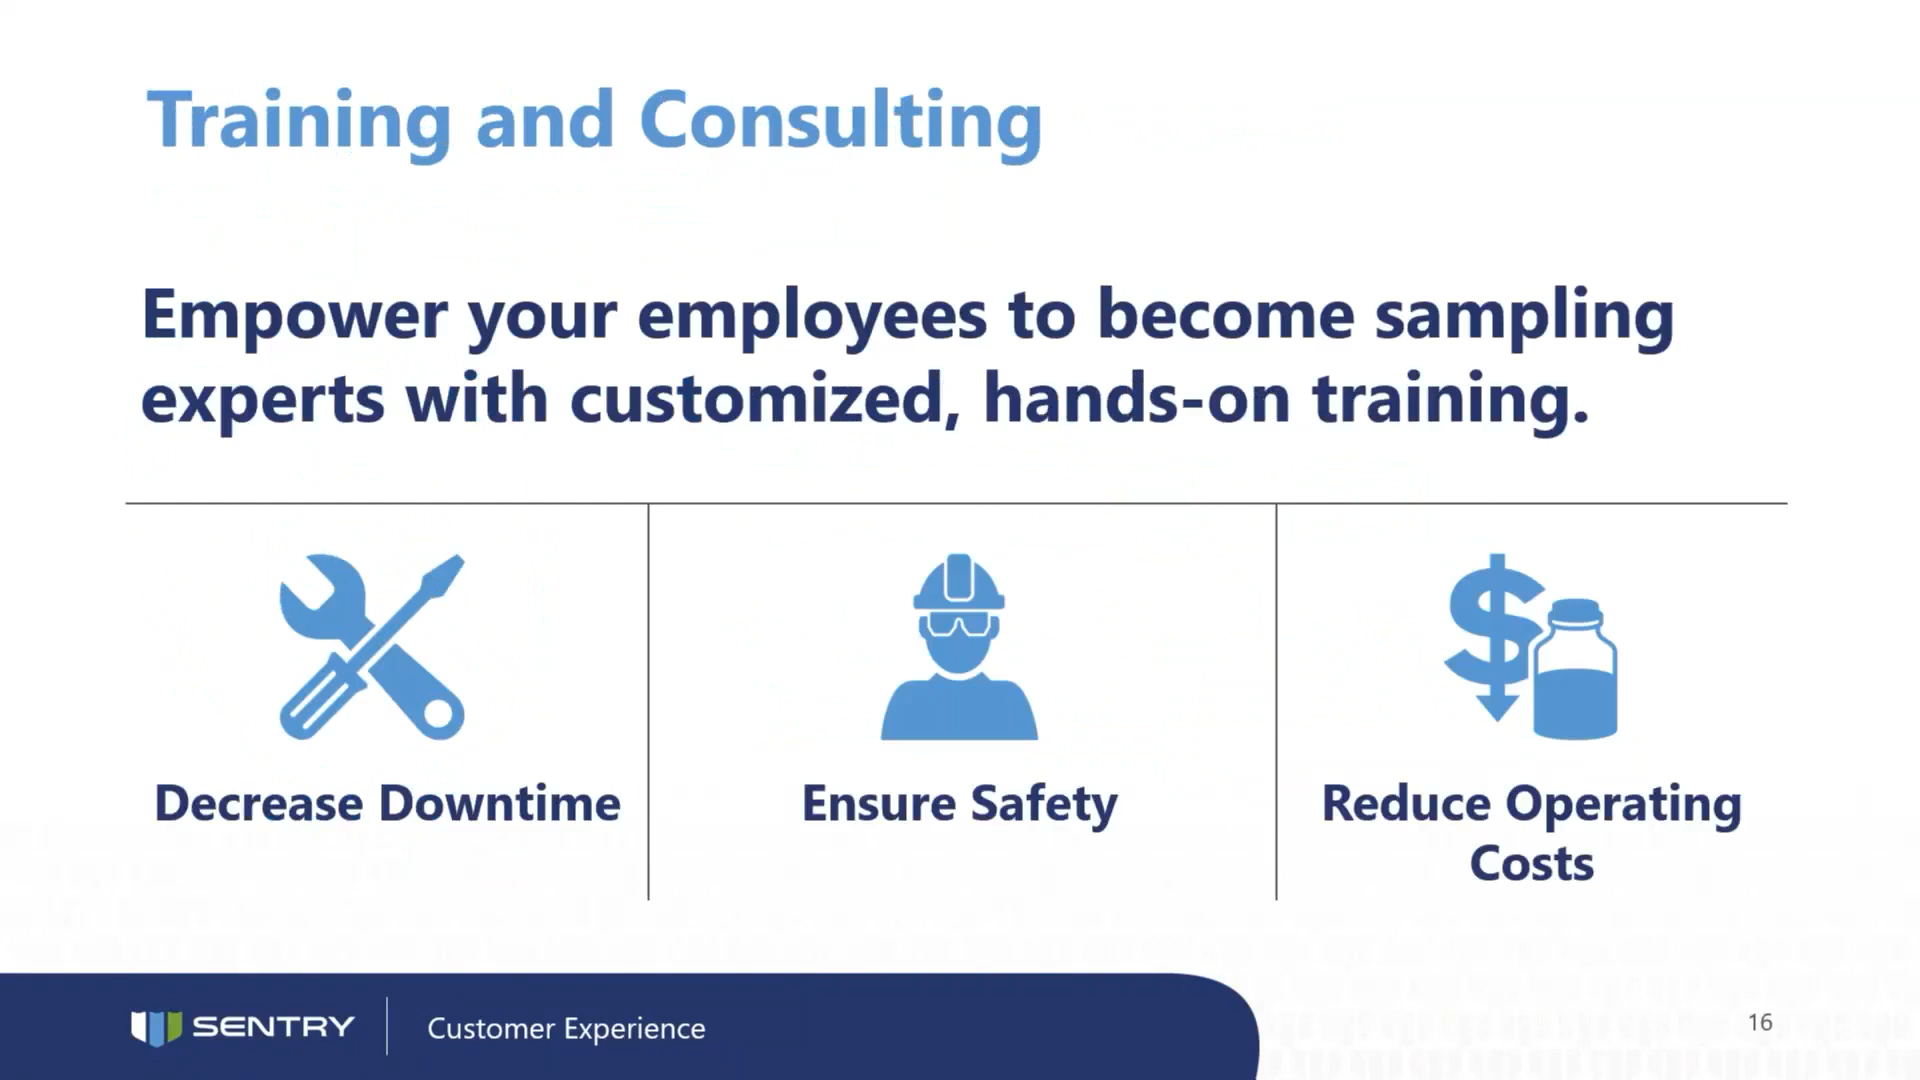 Training and Consulting
Empower your employees to become sampling
experts with customized, hands-on training.
Decrease Downtime
Ensure Safety
Reduce Operating
Costs
SENTRY
Customer Experience
16